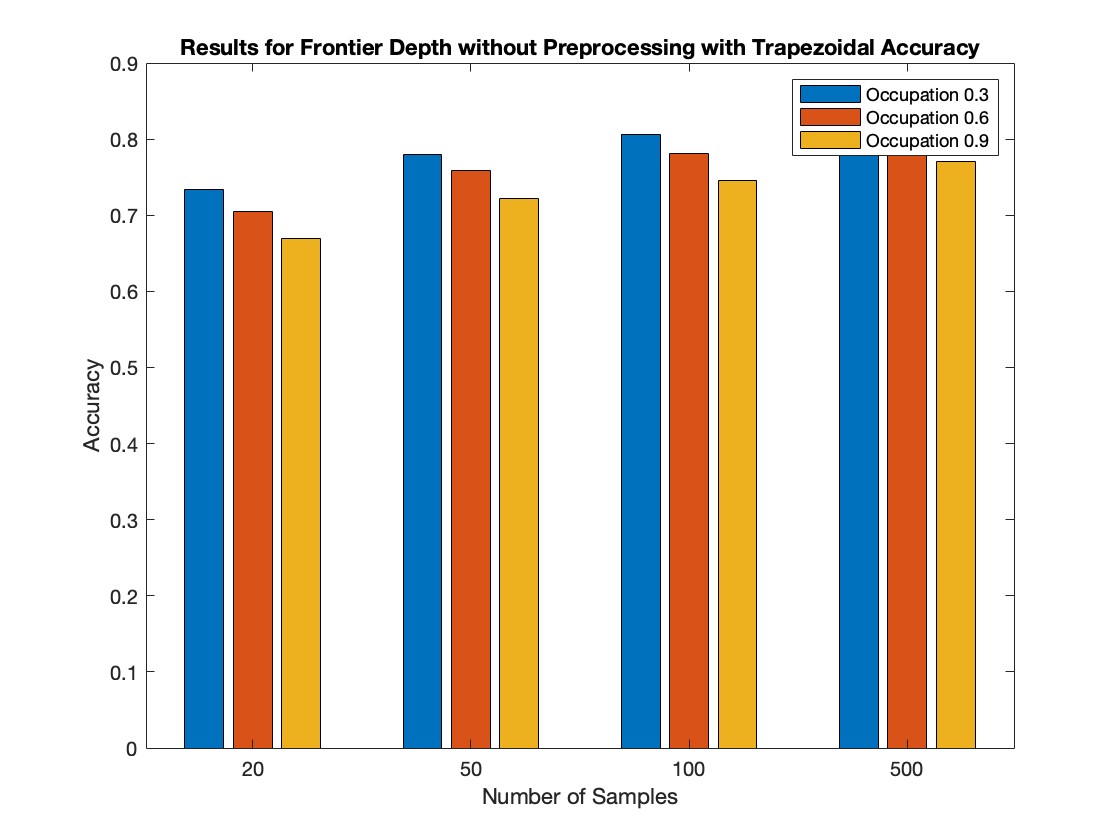 Results for Frontier Depth without Preprocessing with Trapezoidal Accuracy
0.9
0.8
0.7
0.6
0.5
0.4
0.3
0.2
0.1
0
Accuracy
Occupation 0.3
Occupation 0.6
Occupation 0.9
20 50 100 500
Number of Samples